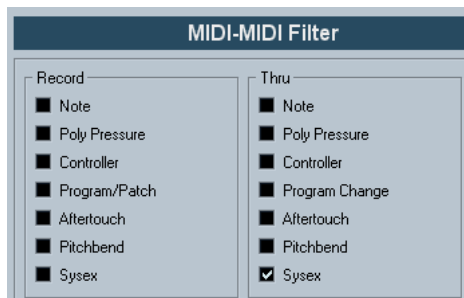 MIDI-MIDI Filter
Record
Note
Poly Pressure
Controller
Program/Patch
Aftertouch
Pitchbend
Sysex
Thru
Note
Poly Pressure
Controller
Program Change
Aftertouch
Pitchbend
Sysex